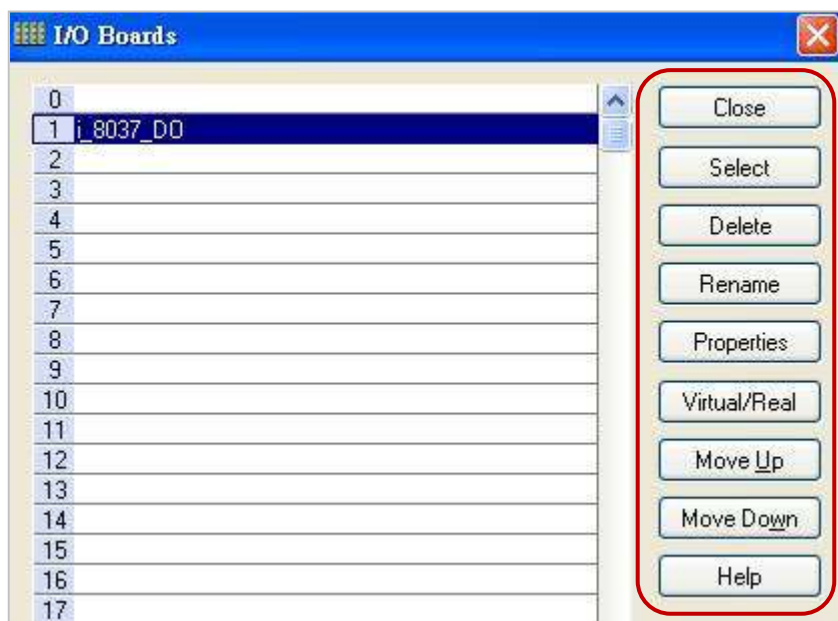 I/O Boards
0
1 i_8037_DO
2
3
4
5
6
7
8
9
10
11
12
13
14
15
16
17
Close
Select
Delete
Rename
Properties
Virtual/Real
Move Up
Move Down
Help